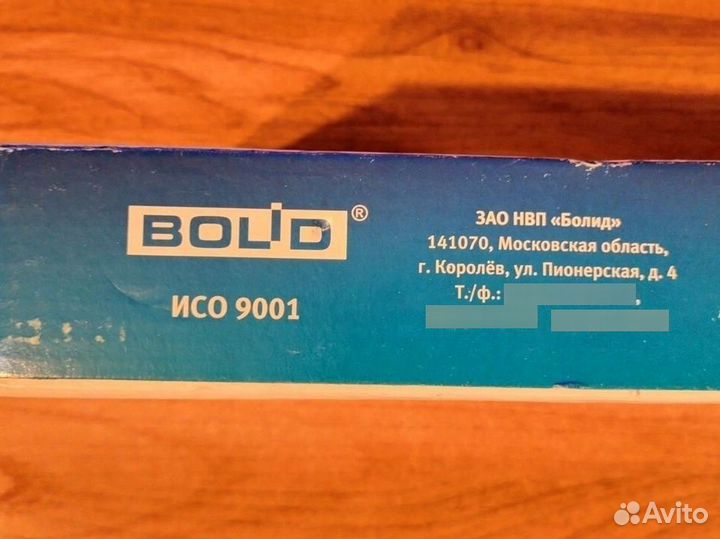 BOLID®
ИСО 9001
ЗАО НВП «Болид»
141070, Московская область,
г. Королёв, ул. Пионерская, д. 4
Т./ф.: ,
Avito